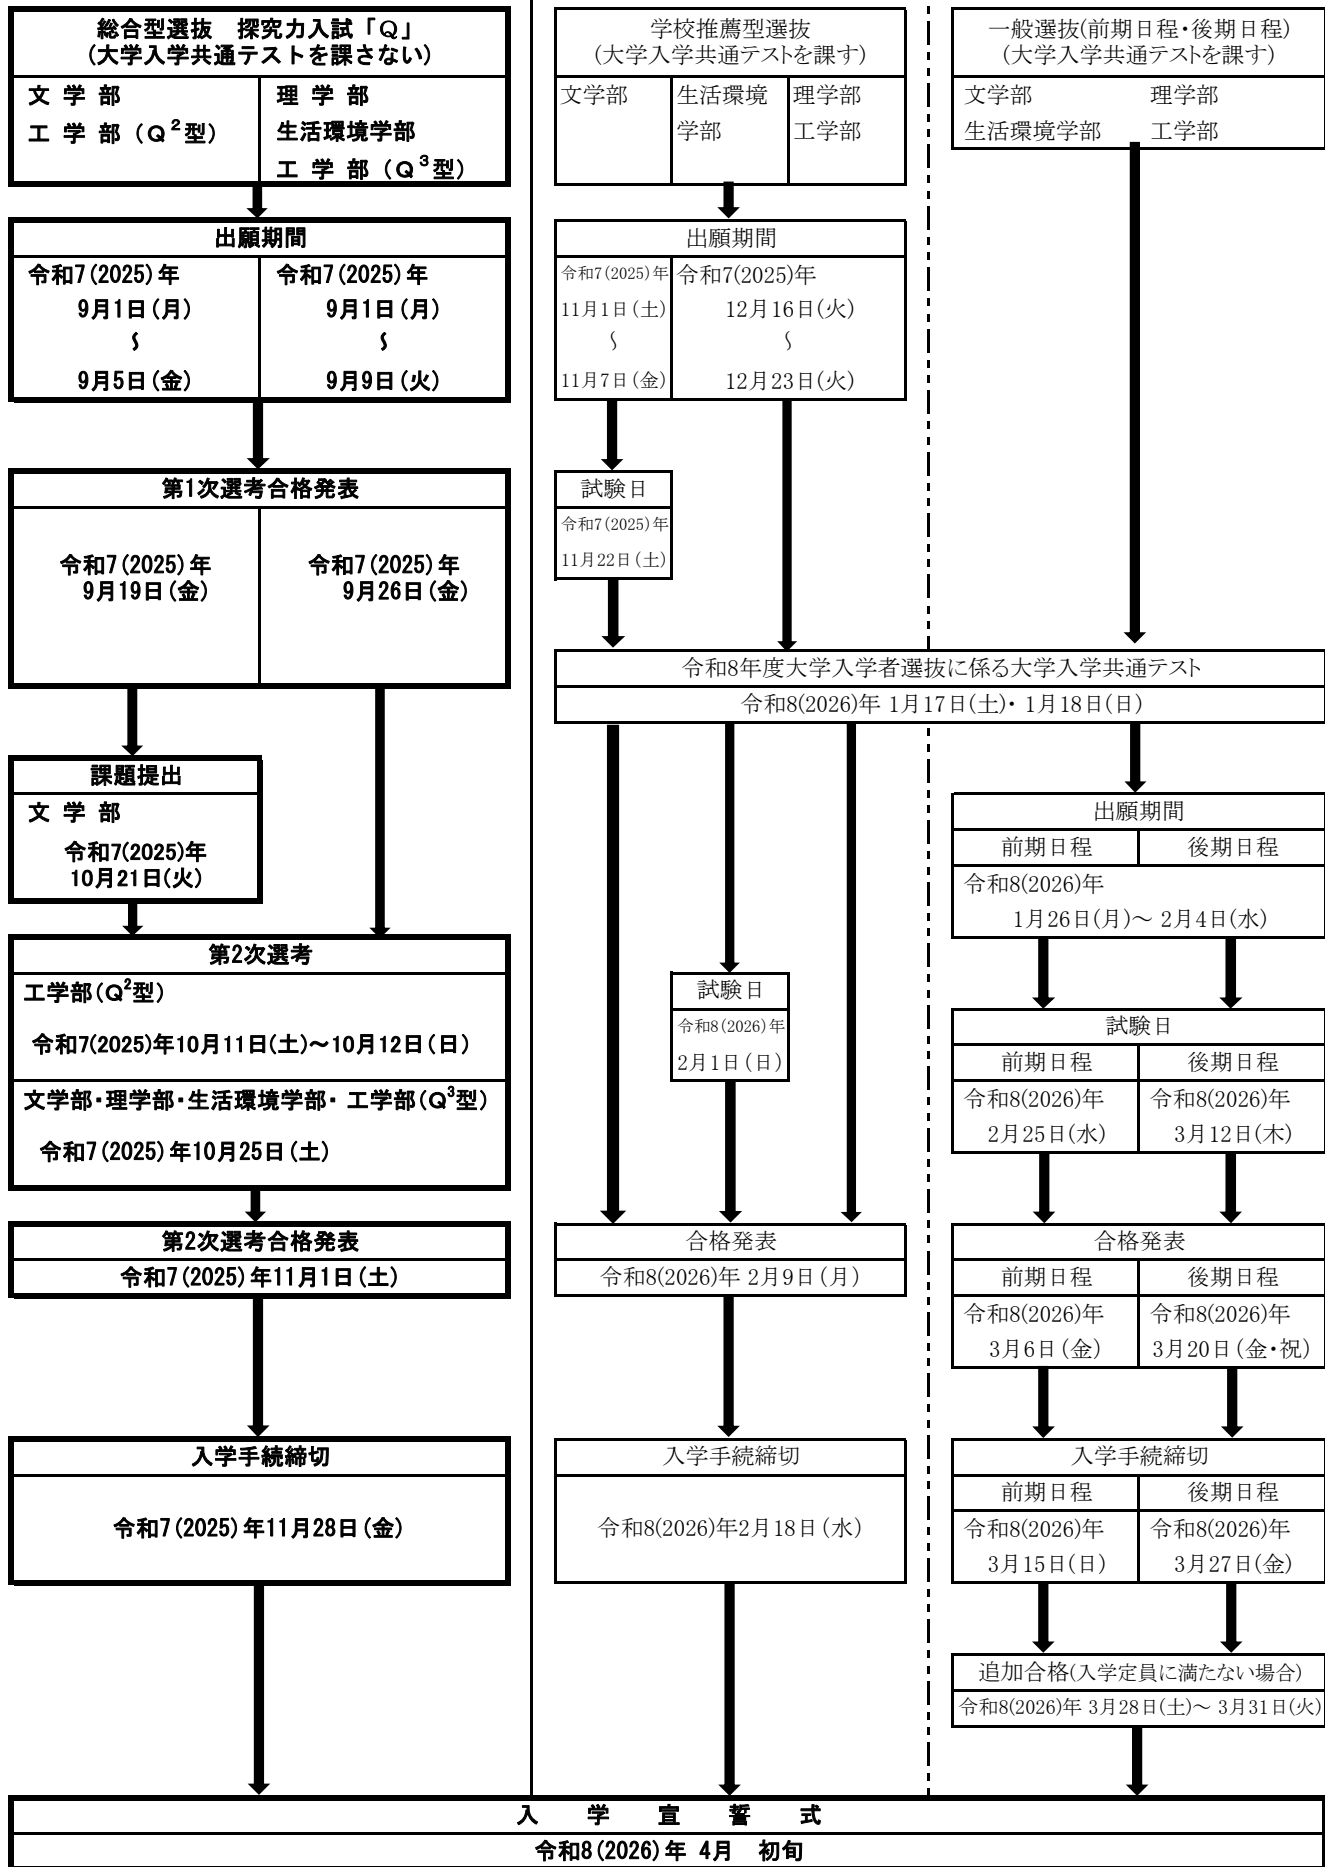 総合型選抜　探究力入試「Q」
(大学入学共通テストを課さない)
文 学 部
工 学 部 (Q²型)
理 学 部
生活環境学部
工 学 部 (Q³型)
出願期間
令和7(2025)年
9月1日(月)
～
9月5日(金)
令和7(2025)年
9月1日(月)
～
9月9日(火)
第1次選考合格発表
令和7(2025)年
9月19日(金)
令和7(2025)年
9月26日(金)
課題提出
文 学 部
令和7(2025)年
10月21日(火)
第2次選考
工学部(Q²型)
令和7(2025)年10月11日(土)～10月12日(日)
文学部・理学部・生活環境学部・ 工学部(Q³型)
令和7(2025)年10月25日(土)
第2次選考合格発表
令和7(2025)年11月1日(土)
入学手続締切
令和7(2025)年11月28日(金)
学校推薦型選抜
(大学入学共通テストを課す)
文学部
生活環境
学部
理学部
工学部
出願期間
令和7(2025)年
11月1日(土)
～
11月7日(金)
令和7(2025)年
12月16日(火)
～
12月23日(火)
試験日
令和7(2025)年
11月22日(土)
一般選抜(前期日程・後期日程)
(大学入学共通テストを課す)
文学部
生活環境学部
理学部
工学部
令和8年度大学入学者選抜に係る大学入学共通テスト
令和8(2026)年 1月17日(土)・ 1月18日(日)
試験日
令和8(2026)年
2月1日(日)
合格発表
令和8(2026)年 2月9日(月)
入学手続締切
令和8(2026)年2月18日(水)
出願期間
前期日程
後期日程
令和8(2026)年
1月26日(月)～ 2月4日(水)
試験日
前期日程
後期日程
令和8(2026)年
2月25日(水)
令和8(2026)年
3月12日(木)
合格発表
前期日程
後期日程
令和8(2026)年
3月6日(金)
令和8(2026)年
3月20日(金・祝)
入学手続締切
前期日程
後期日程
令和8(2026)年
3月15日(日)
令和8(2026)年
3月27日(金)
追加合格(入学定員に満たない場合)
令和8(2026)年 3月28日(土)～ 3月31日(火)
入　学　宣　誓　式
令和8(2026)年 4月　初旬